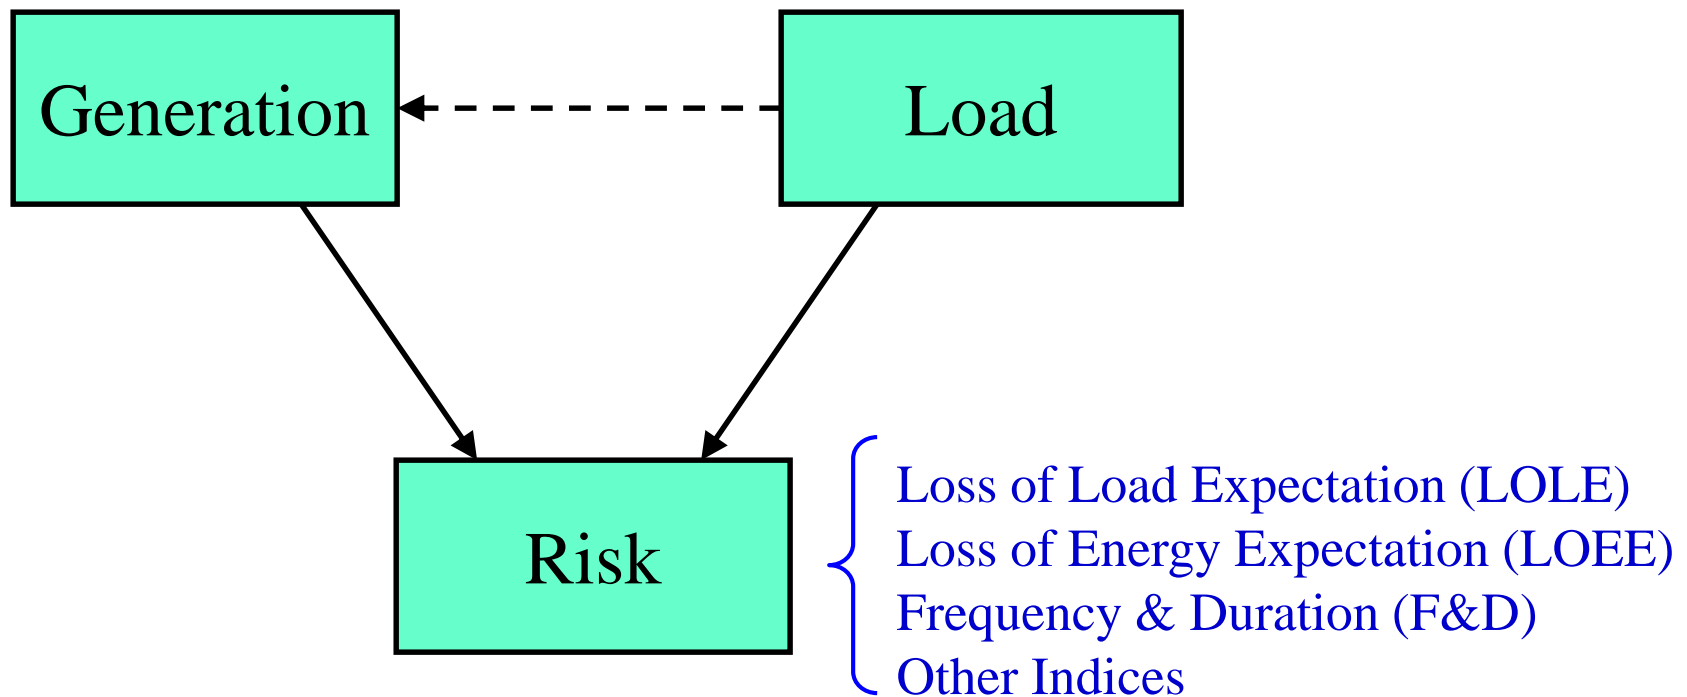 Generation
Load
Risk
Loss of Load Expectation (LOLE)
Loss of Energy Expectation (LOEE)
Frequency & Duration (F&D)
Other Indices